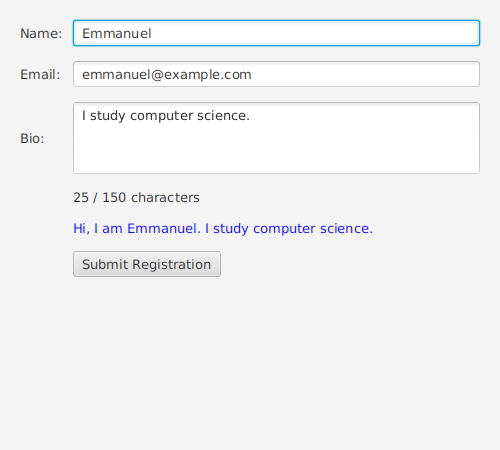 Name: Emmanuel
Email: emmanuel@example.com
Bio: I study computer science.
25 / 150 characters
Hi, I am Emmanuel. I study computer science.
Submit Registration